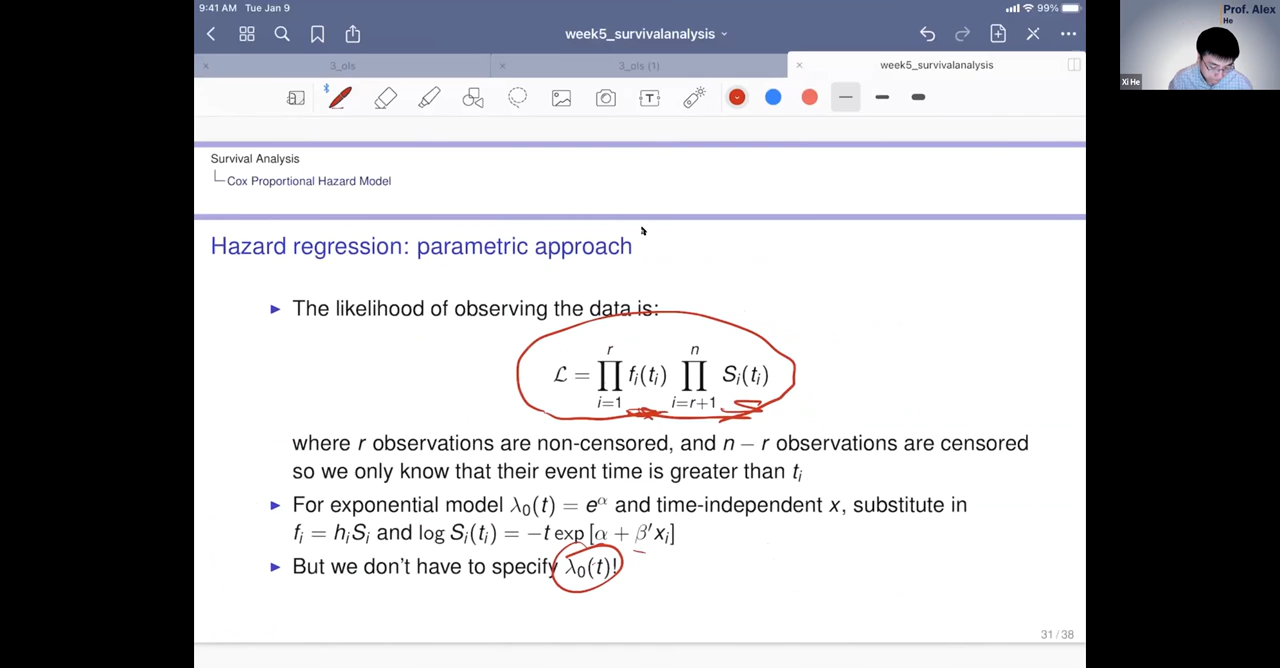 9:41 AM Tue Jan 9
99%
week5_survivalanalysis
3_ols
3_ols (1)
week5_survivalanalysis
Prof. Alex
He
Xi He
Survival Analysis
Cox Proportional Hazard Model
Hazard regression: parametric approach
► The likelihood of observing the data is:
ℒ = ∏_{i=1}^{r} f_i(t_i) ∏_{i=r+1}^{n} S_i(t_i)
where r observations are non-censored, and n − r observations are censored
so we only know that their event time is greater than t_i
► For exponential model λ_0(t) = e^α and time-independent x, substitute in
f_i = h_iS_i and log S_i(t_i) = −t exp [α + β′x_i]
► But we don't have to specify λ_0(t)!
31 / 38